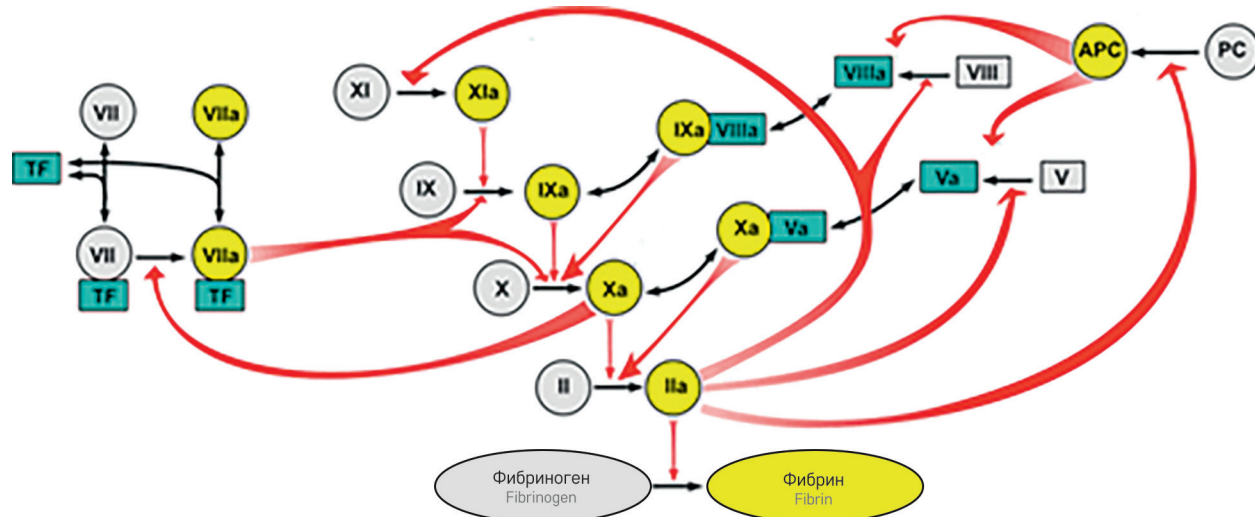 APC
PC
VIIIa
VIII
XI
XIa
VII
VIIa
IXa
VIIIa
TF
IX
IXa
Va
V
Xa
Va
VII
VIIa
TF
TF
X
Xa
II
IIa
Фибриноген
Fibrinogen
Фибрин
Fibrin